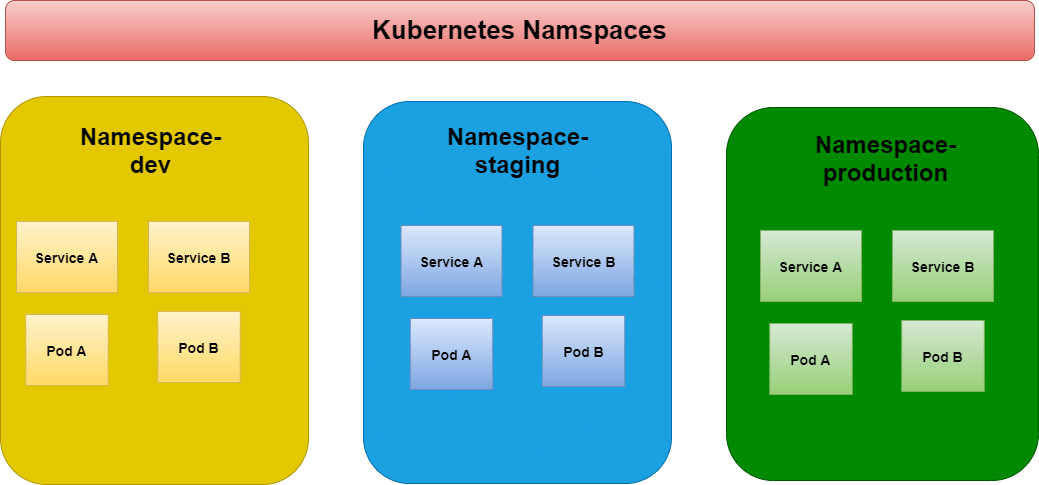 Kubernetes Namspaces
Namespace-
dev
Service A
Service B
Pod A
Pod B
Namespace-
staging
Service A
Service B
Pod A
Pod B
Namespace-
production
Service A
Service B
Pod A
Pod B